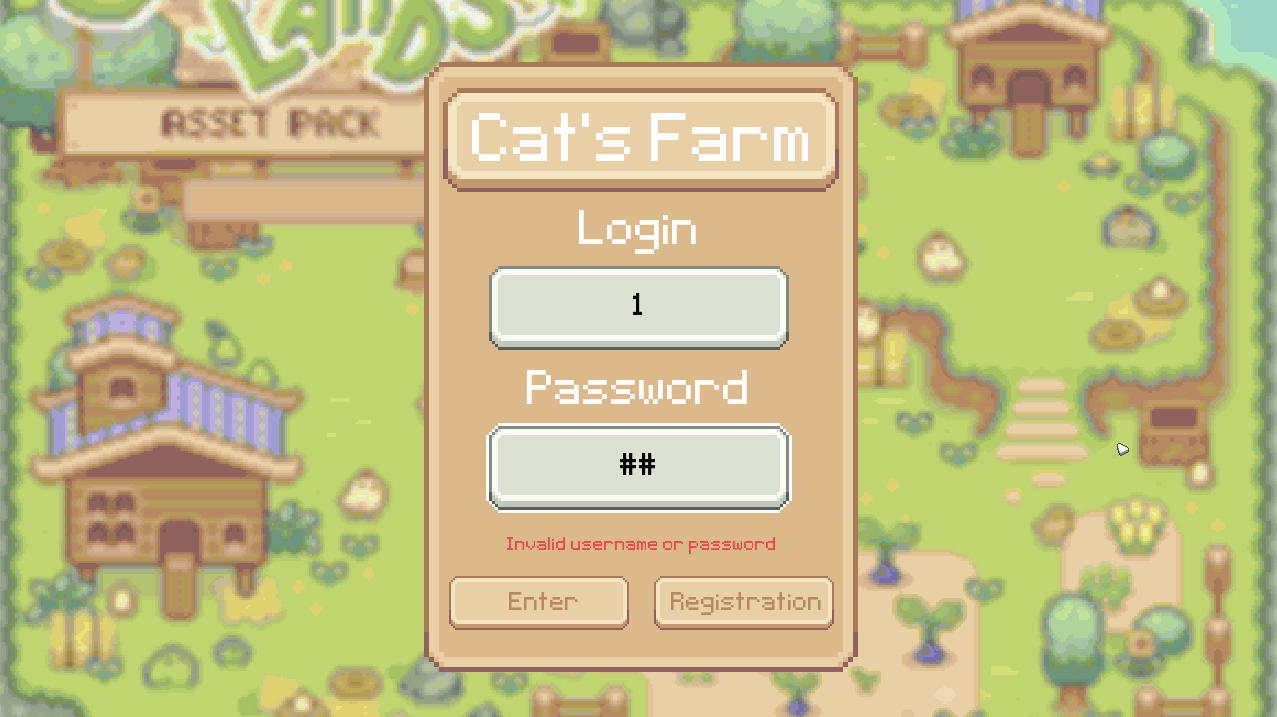 LANDS
ASSET PACK
Cat's Farm
Login
1
Password
##
Invalid username or password
Enter
Registration